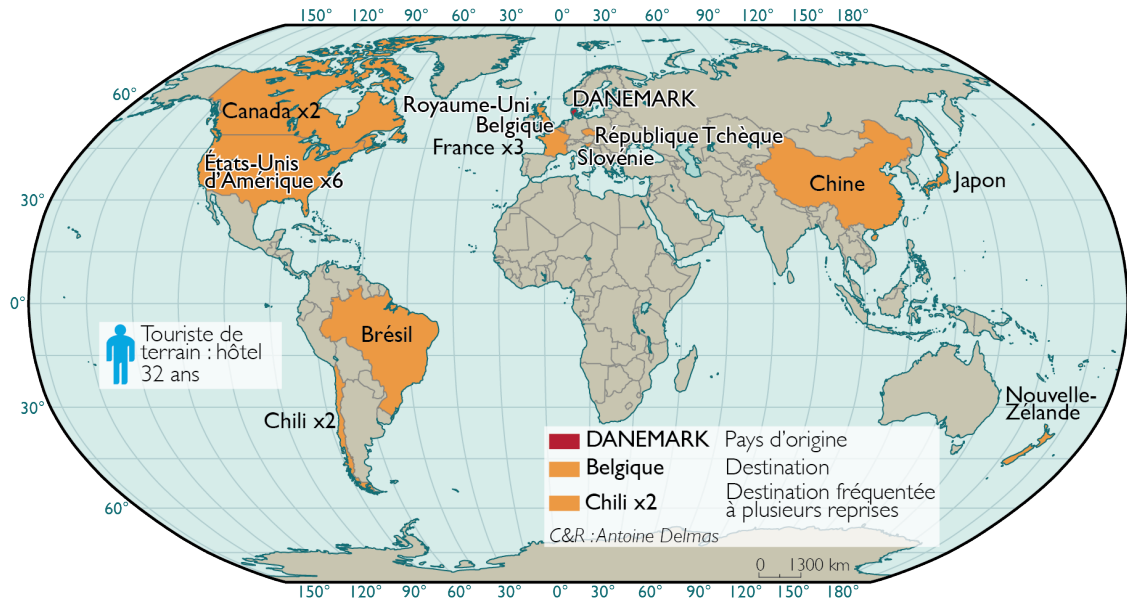 150° 120° 90° 60° 30° 0° 30° 60° 90° 120° 150° 180°
60°
30°
0°
30°
60°
Canada x2
États-Unis
d'Amérique x6
Royaume-Uni
DANEMARK
Belgique
République Tchèque
France x3
Slovénie
Chine
Japon
Brésil
Chili x2
Nouvelle-
Zélande
Touriste de
terrain : hôtel
32 ans
DANEMARK Pays d'origine
Belgique Destination
Chili x2 Destination fréquentée
à plusieurs reprises
C&R : Antoine Delmas
0 1300 km
150° 120° 90° 60° 30° 0° 30° 60° 90° 120° 150° 180°